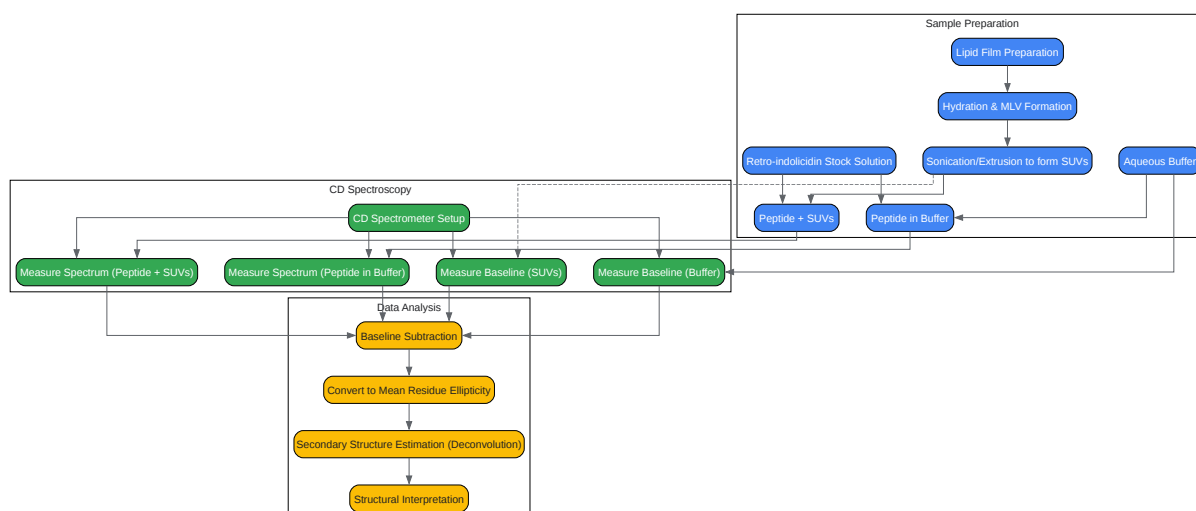 Sample Preparation
Lipid Film Preparation
Hydration & MLV Formation
Retro-indolicidin Stock Solution
Sonication/Extrusion to form SUVs
Aqueous Buffer
Peptide + SUVs
Peptide in Buffer
CD Spectroscopy
CD Spectrometer Setup
Measure Spectrum (Peptide + SUVs)
Measure Spectrum (Peptide in Buffer)
Measure Baseline (SUVs)
Measure Baseline (Buffer)
Data Analysis
Baseline Subtraction
Convert to Mean Residue Ellipticity
Secondary Structure Estimation (Deconvolution)
Structural Interpretation